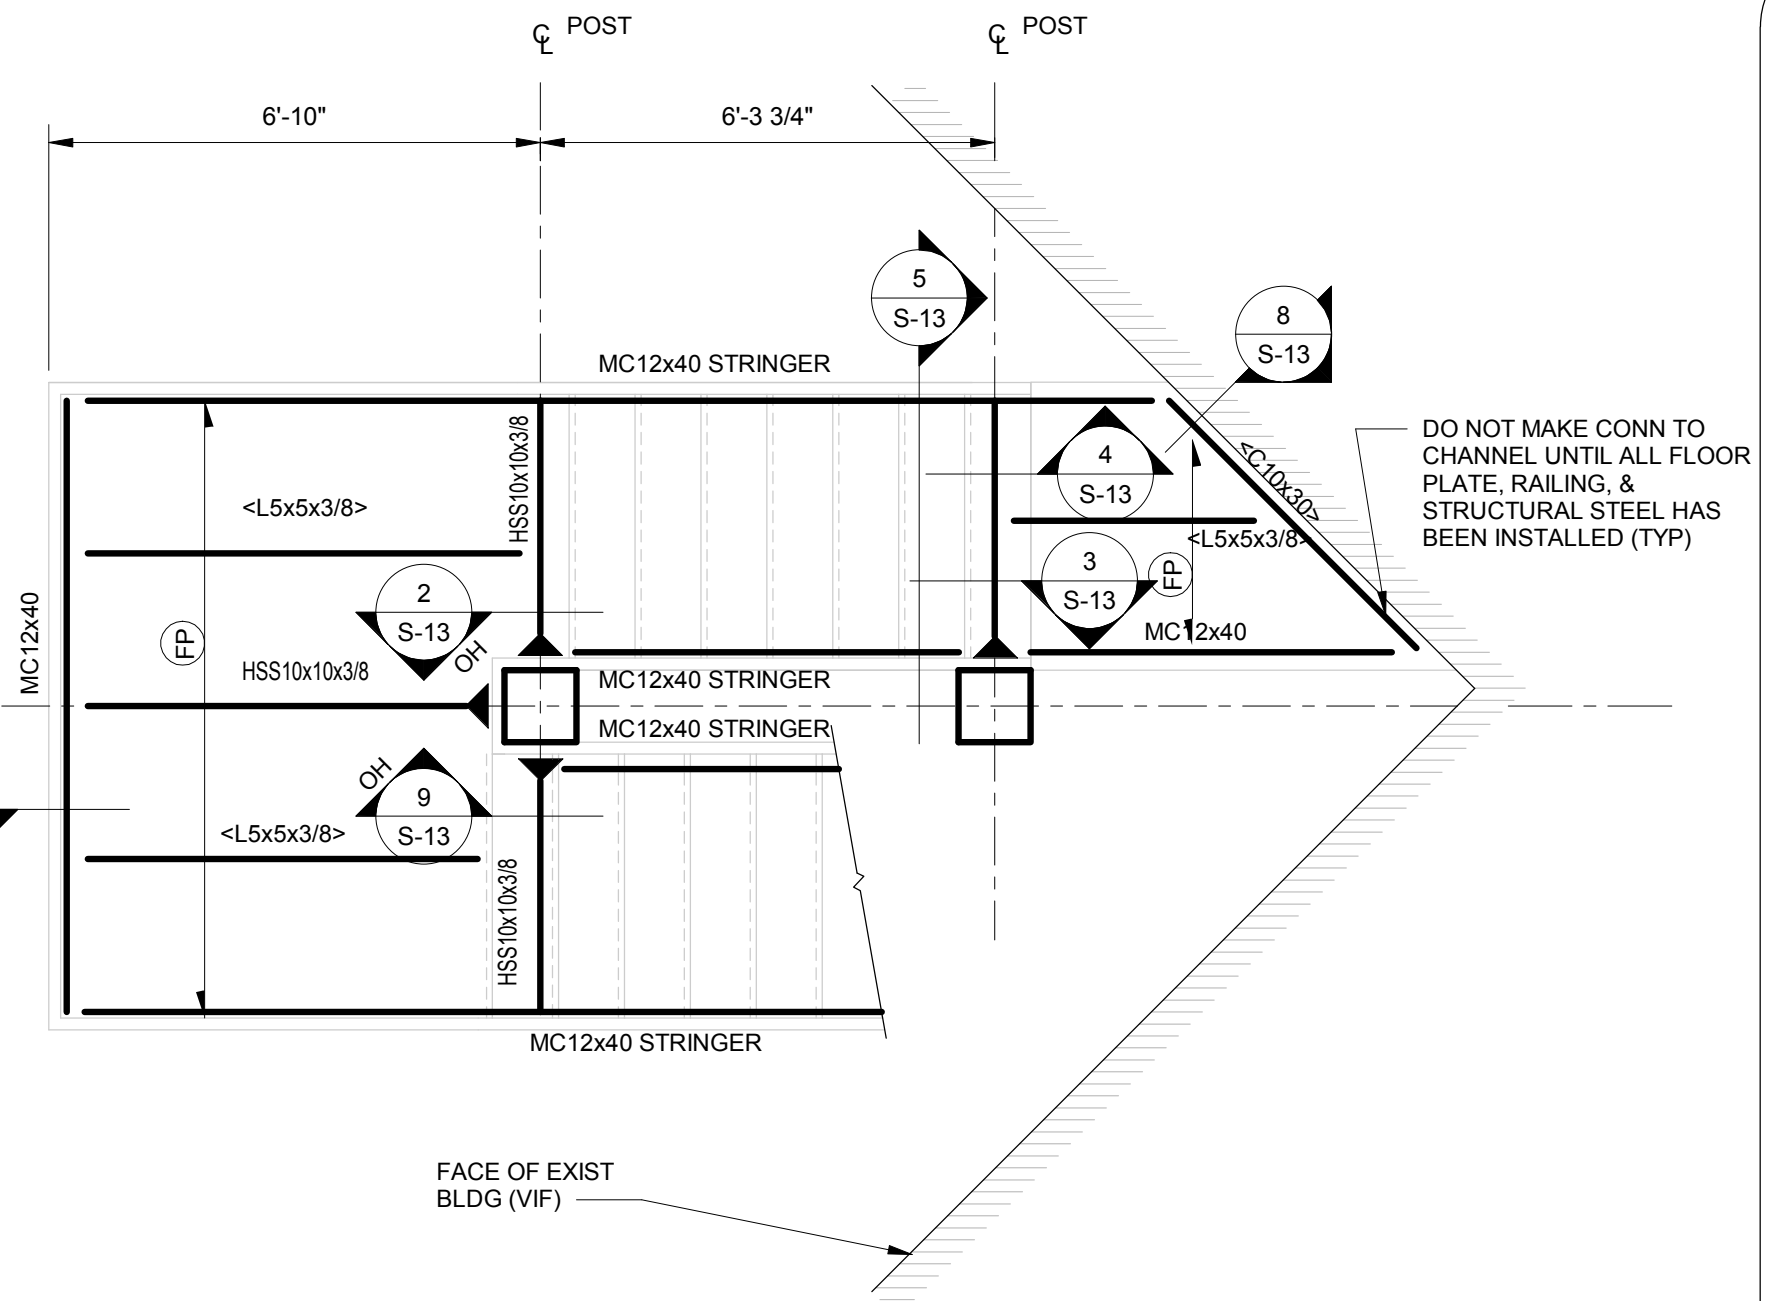 ℄ POST
℄ POST
6'-10"
6'-3 3/4"
5
S-13
8
S-13
MC12x40 STRINGER
DO NOT MAKE CONN TO
CHANNEL UNTIL ALL FLOOR
PLATE, RAILING, &
STRUCTURAL STEEL HAS
BEEN INSTALLED (TYP)
HSS10x10x3/8
<C10x30>
4
S-13
<L5x5x3/8>
<L5x5x3/8>
3
S-13
FP
2
S-13
OH
MC12x40
MC12x40
FP
HSS10x10x3/8
MC12x40 STRINGER
MC12x40 STRINGER
OH
9
S-13
<L5x5x3/8>
HSS10x10x3/8
MC12x40 STRINGER
FACE OF EXIST
BLDG (VIF)